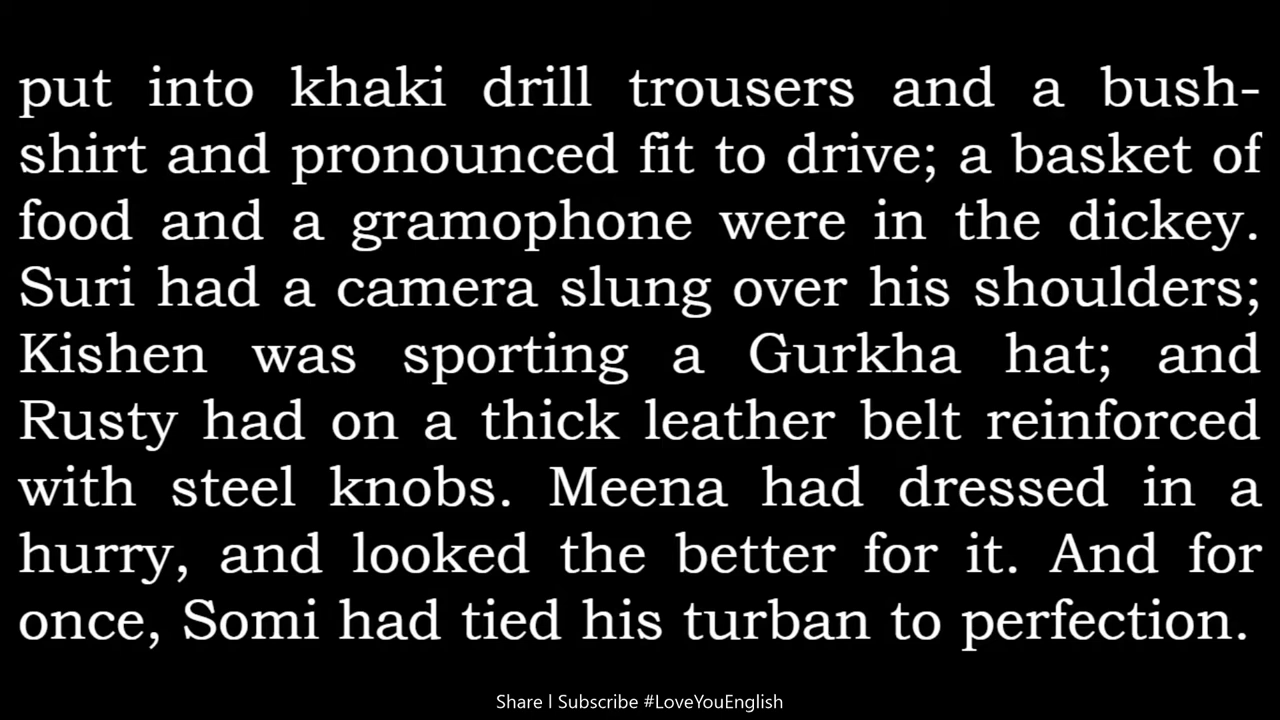 put into khaki drill trousers and a bush-
shirt and pronounced fit to drive; a basket of
food and a gramophone were in the dickey.
Suri had a camera slung over his shoulders;
Kishen was sporting a Gurkha hat; and
Rusty had on a thick leather belt reinforced
with steel knobs. Meena had dressed in a
hurry, and looked the better for it. And for
once, Somi had tied his turban to perfection.
Share l Subscribe #LoveYouEnglish